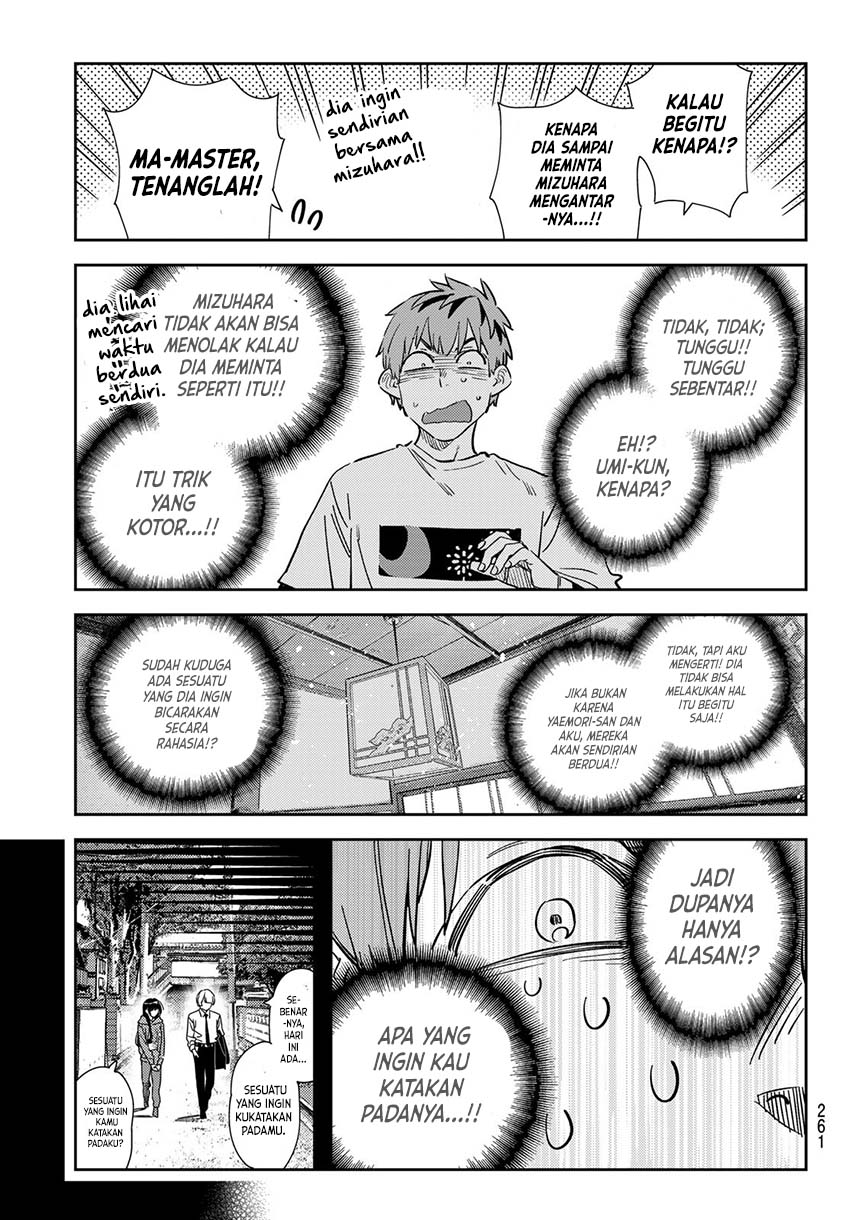 KALAU
BEGITU
KENAPA!?
KENAPA
DIA SAMPAI
MEMINTA
MIZUHARA
MENGANTAR
-NYA...!!
dia ingin
sendirian
bersama
mizuhara!!
MA-MASTER,
TENANGLAH!
TIDAK, TIDAK;
TUNGGU!!
TUNGGU
SEBENTAR!!
EH!?
UMI-KUN,
KENAPA?
MIZUHARA
TIDAK AKAN BISA
MENOLAK KALAU
DIA MEMINTA
SEPERTI ITU!!
dia lihai
mencari
waktu
berdua
sendiri.
ITU TRIK
YANG
KOTOR...!!
TIDAK, TAPI AKU
MENGERTI! DIA
TIDAK BISA
MELAKUKAN HAL
ITU BEGITU
SAJA!!
JIKA BUKAN
KARENA
YAEMORI-SAN DAN
AKU, MEREKA
AKAN SENDIRIAN
BERDUA!!
SUDAH KUDUGA
ADA SESUATU
YANG DIA INGIN
BICARAKAN
SECARA
RAHASIA!?
JADI
DUPANYA
HANYA
ALASAN!?
APA YANG
INGIN KAU
KATAKAN
PADANYA...!!
SE-
BENAR-
-NYA, HARI
INI
ADA...
SESUATU
YANG INGIN
KUKATAKAN
PADAMU.
SESUATU
YANG INGIN
KAMU
KATAKAN
PADAKU?
261